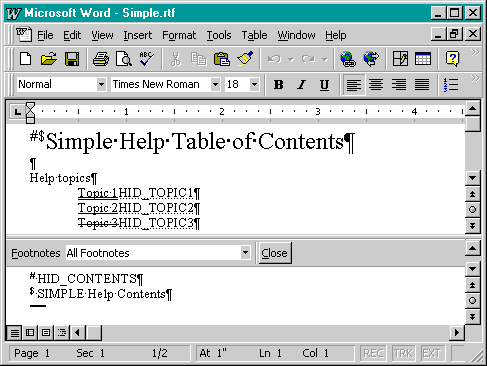 Microsoft Word - Simple.rtf
File Edit View Insert Format Tools Table Window Help
ABC
Normal Times New Roman 18 B I U
1 2 3 4
#$Simple·Help·Table·of·Contents¶
¶
Help·topics¶
Topic·1HID_TOPIC1¶
Topic·2HID_TOPIC2¶
Topic·3HID_TOPIC3¶
Footnotes All Footnotes Close
#·HID_CONTENTS¶
$·SIMPLE·Help·Contents¶
Page 1 Sec 1 1/2 At 1" Ln 1 Col 1 REC TRK EXT